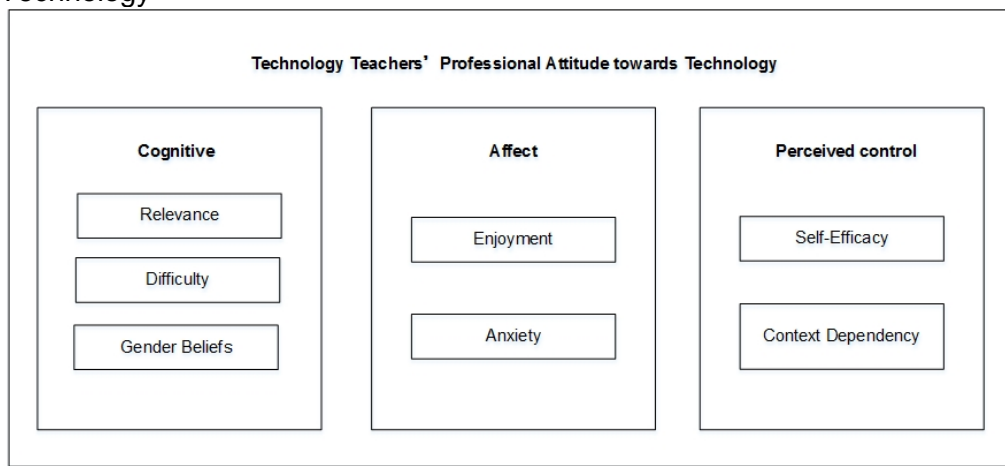 Technology
Technology Teachers’ Professional Attitude towards Technology
Cognitive
Relevance
Difficulty
Gender Beliefs
Affect
Enjoyment
Anxiety
Perceived control
Self-Efficacy
Context Dependency